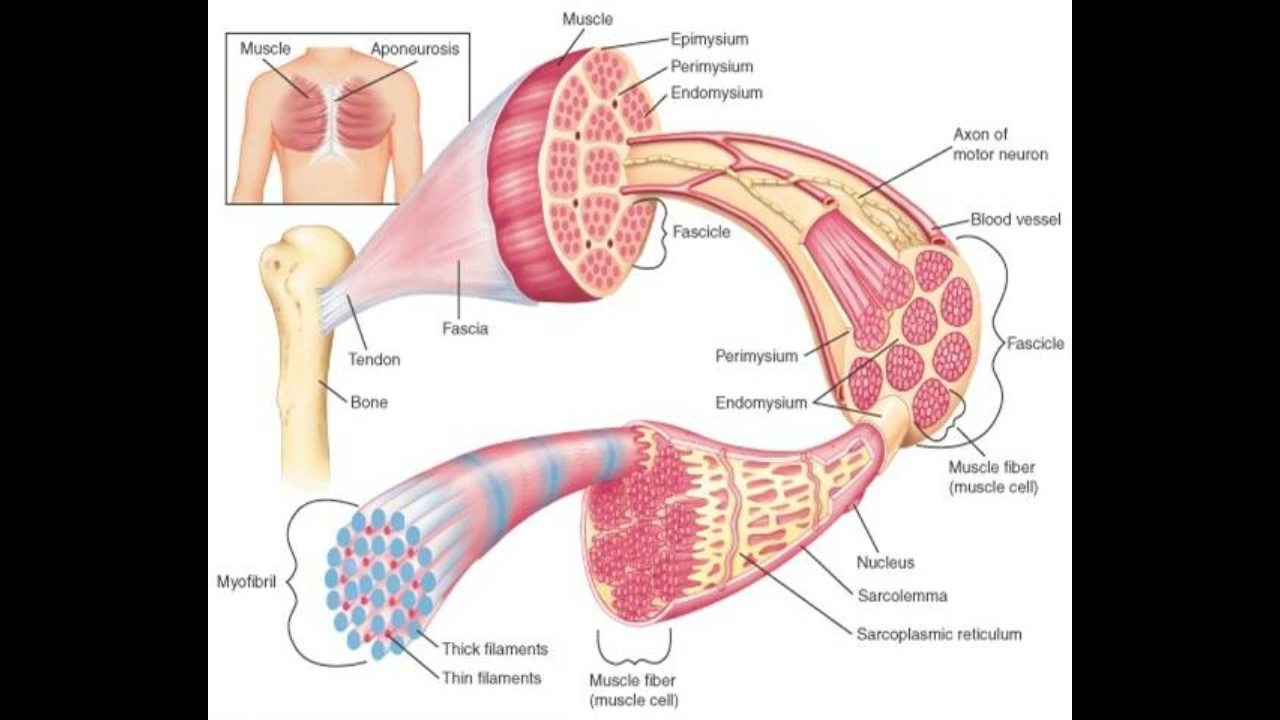 Muscle
Muscle
Aponeurosis
Epimysium
Perimysium
Endomysium
Axon of
motor neuron
Blood vessel
Fascicle
Fascia
Tendon
Bone
Perimysium
Fascicle
Endomysium
Muscle fiber
(muscle cell)
Nucleus
Sarcolemma
Sarcoplasmic reticulum
Myofibril
Thick filaments
Thin filaments
Muscle fiber
(muscle cell)